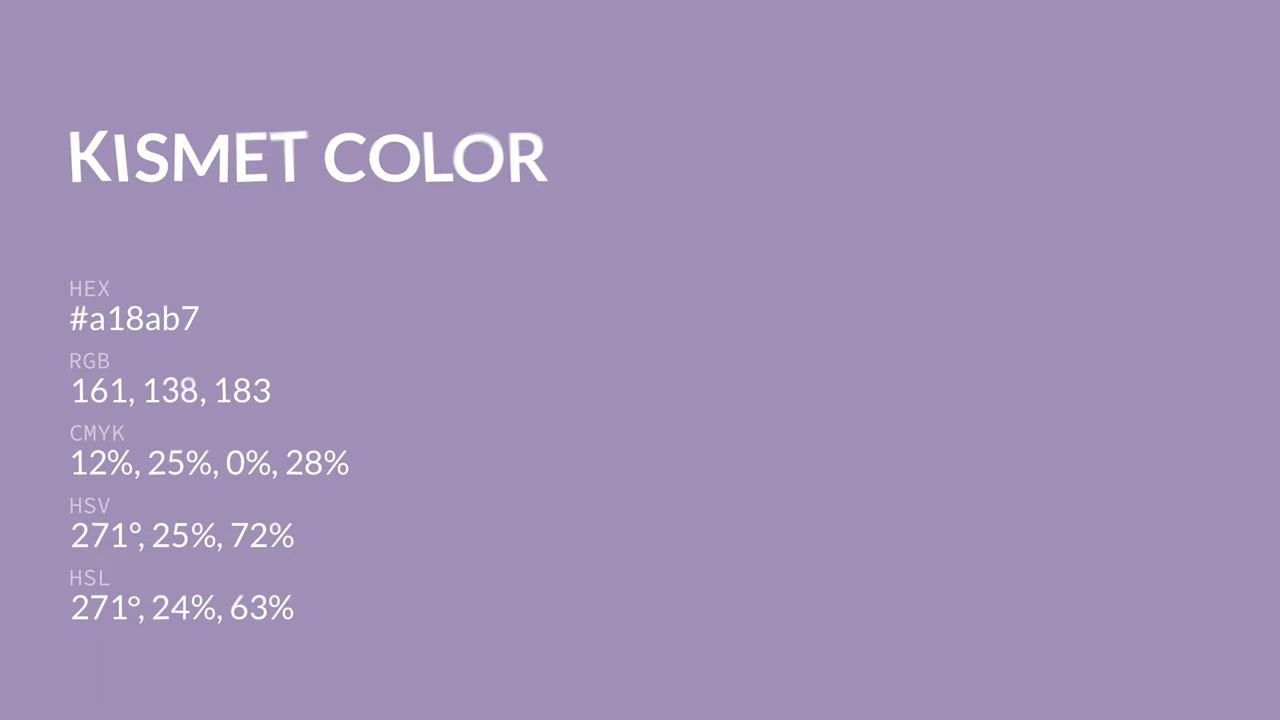 KISMET COLOR
HEX
#a18ab7
RGB
161, 138, 183
CMYK
12%, 25%, 0%, 28%
HSV
271°, 25%, 72%
HSL
271°, 24%, 63%